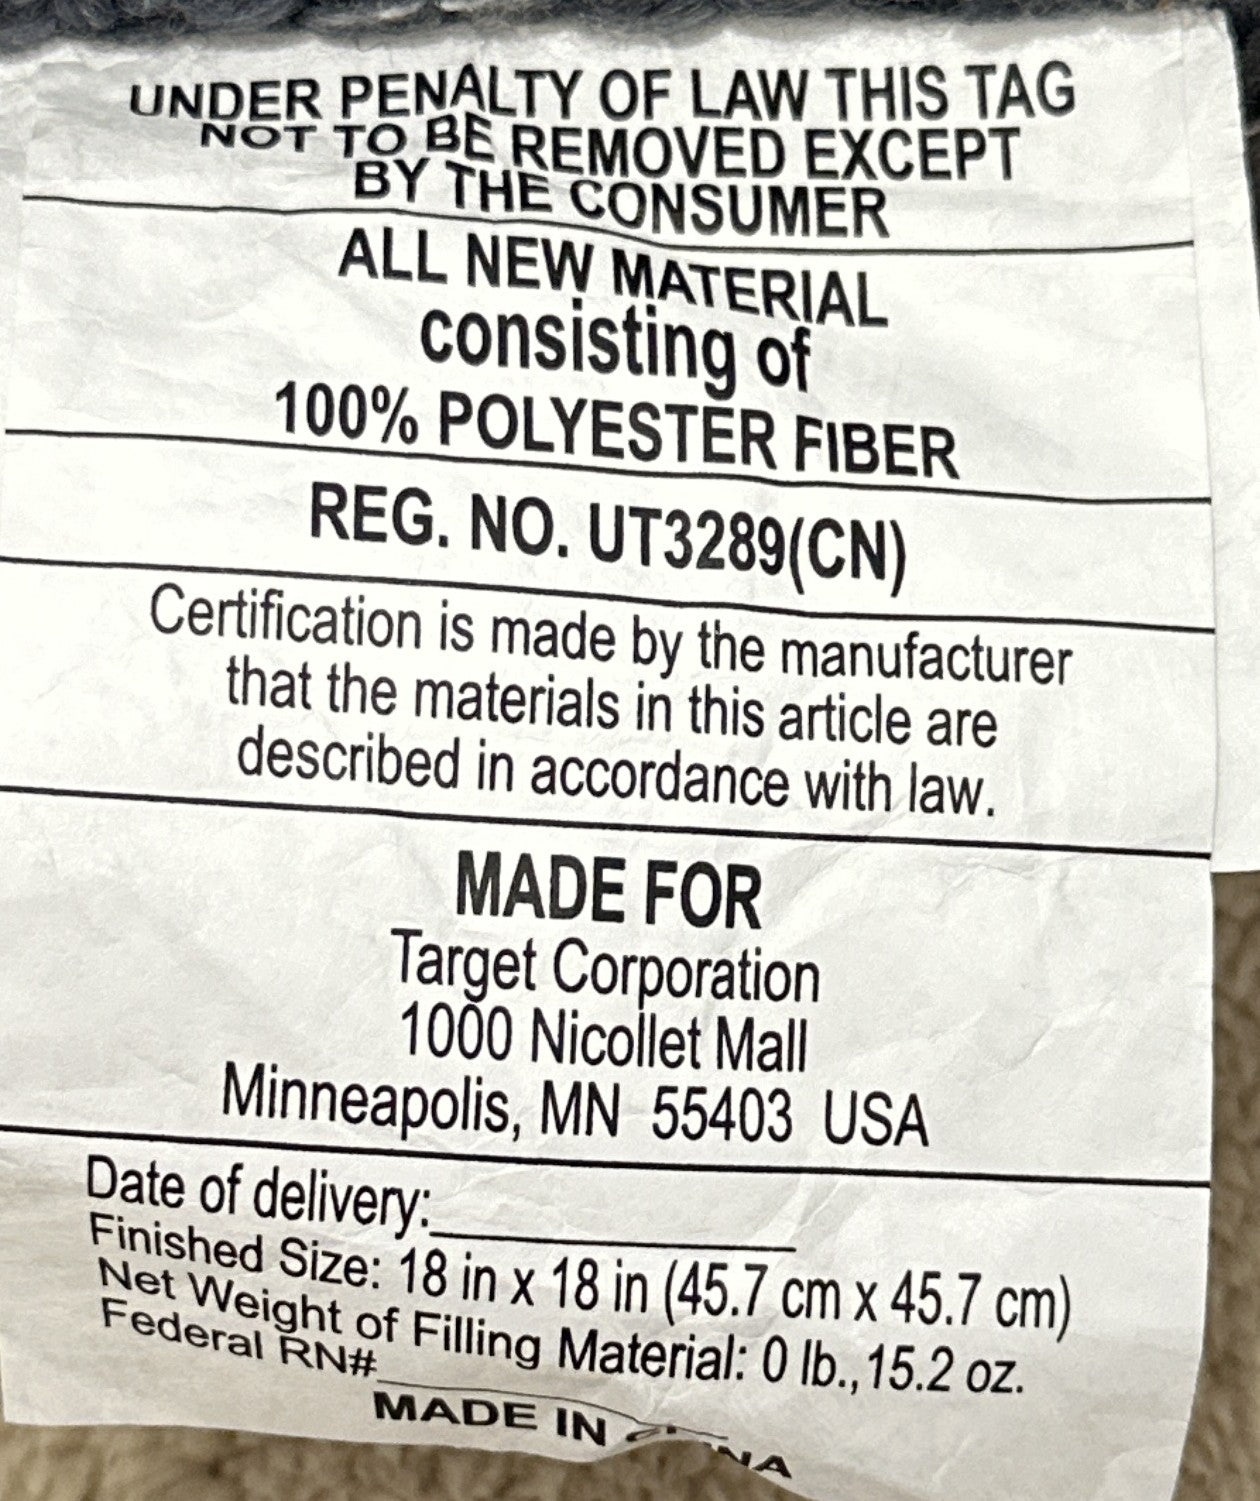 UNDER PENALTY OF LAW THIS TAG
NOT TO BE REMOVED EXCEPT
BY THE CONSUMER
ALL NEW MATERIAL
consisting of
100% POLYESTER FIBER
REG. NO. UT3289(CN)
Certification is made by the manufacturer
that the materials in this article are
described in accordance with law.
MADE FOR
Target Corporation
1000 Nicollet Mall
Minneapolis, MN 55403 USA
Date of delivery:
Finished Size: 18 in x 18 in (45.7 cm x 45.7 cm)
Net Weight of Filling Material: 0 lb., 15.2 oz.
Federal RN#
MADE IN